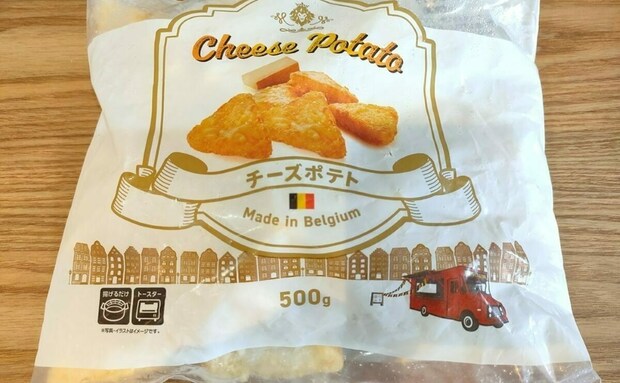 Cheese Potato
チーズポテト
Made in Belgium
揚げるだけ
トースター
※写真・イラストはイメージです。
500g